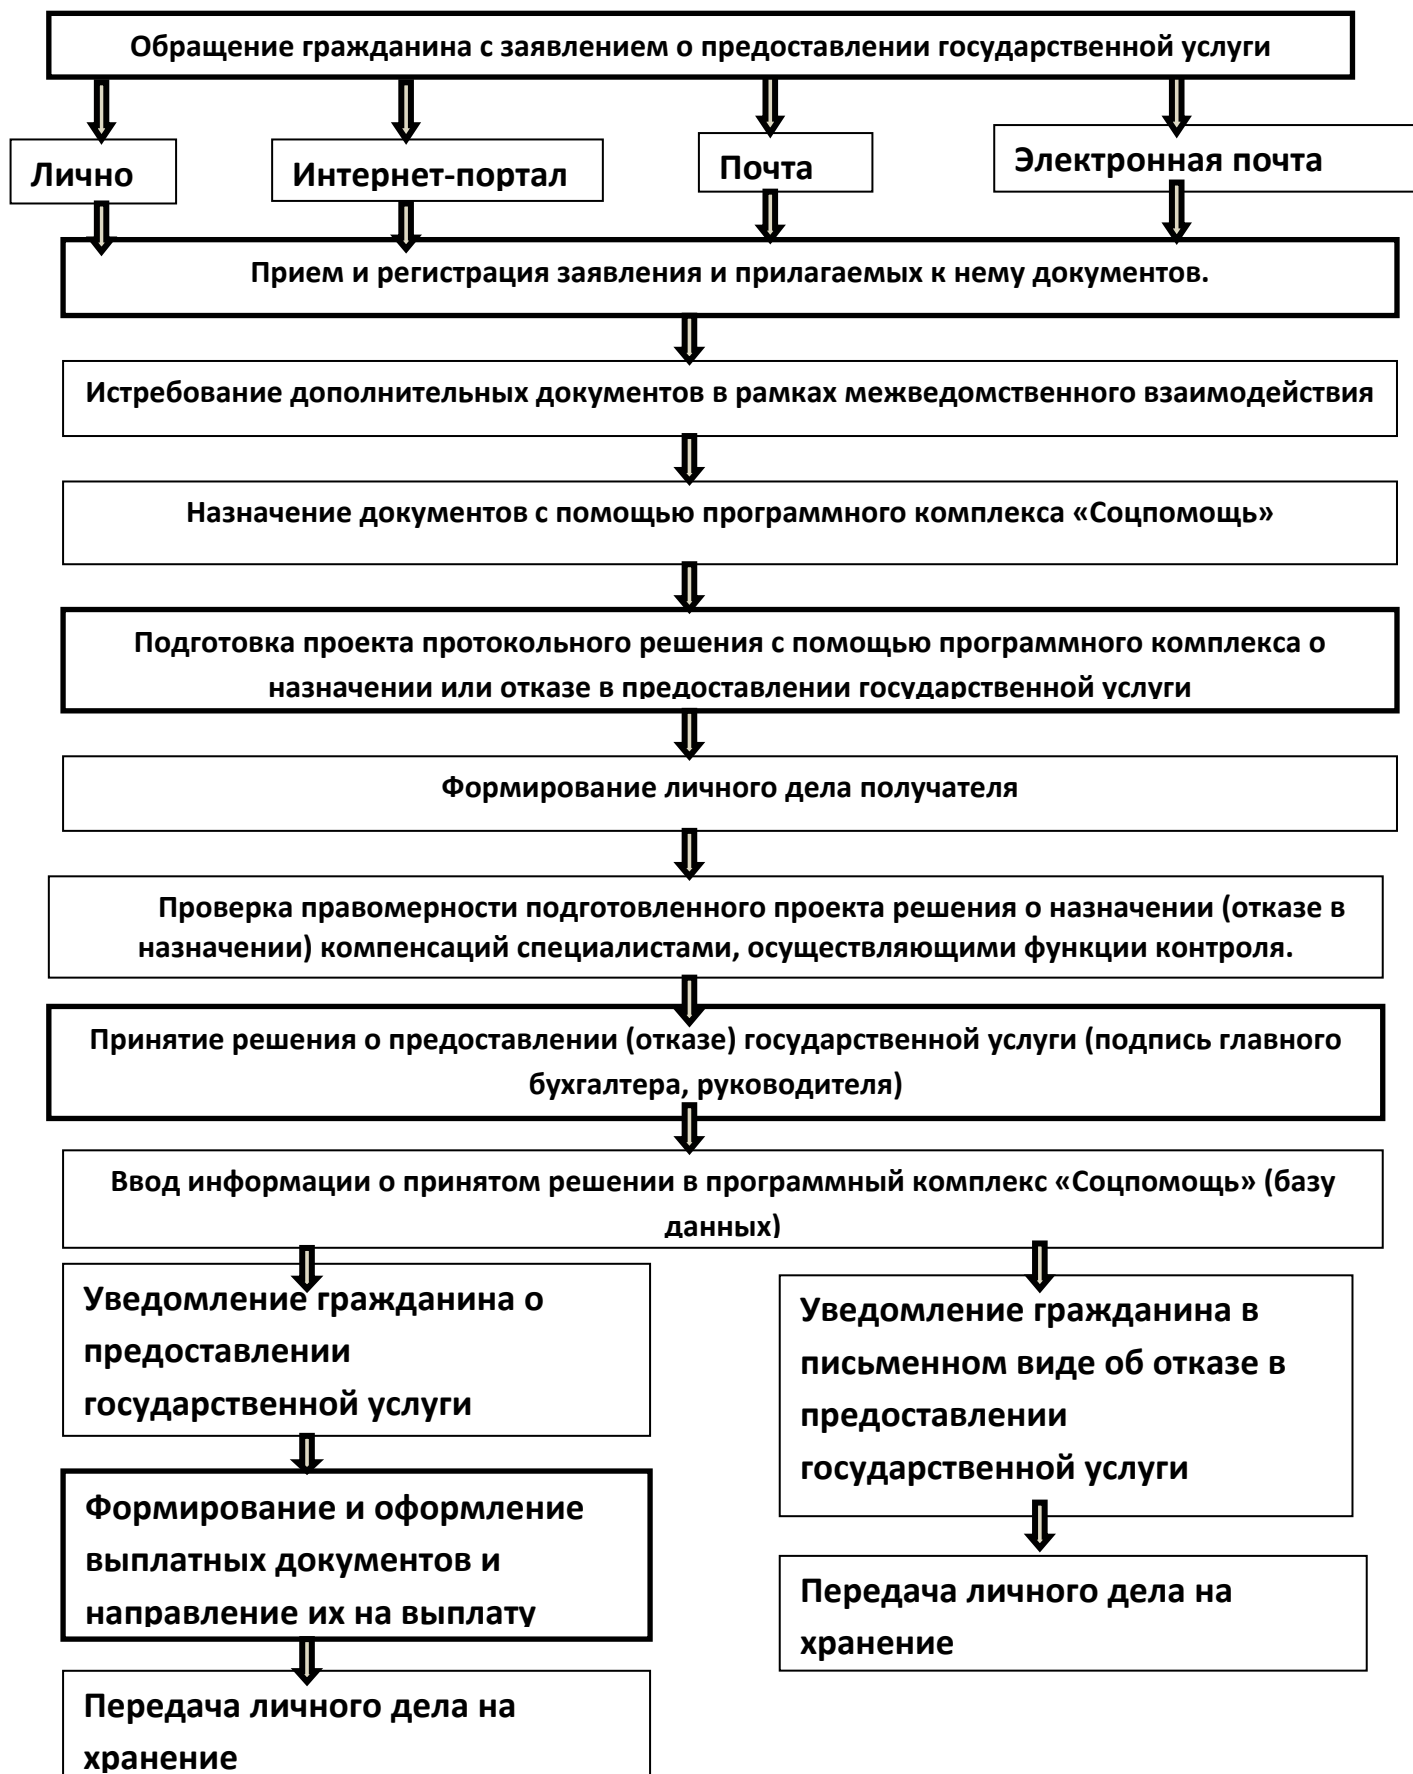 Обращение гражданина с заявлением о предоставлении государственной услуги
Лично
Интернет-портал
Почта
Электронная почта
Прием и регистрация заявления и прилагаемых к нему документов.
Истребование дополнительных документов в рамках межведомственного взаимодействия
Назначение документов с помощью программного комплекса «Соцпомощь»
Подготовка проекта протокольного решения с помощью программного комплекса о
назначении или отказе в предоставлении государственной услуги
Формирование личного дела получателя
Проверка правомерности подготовленного проекта решения о назначении (отказе в
назначении) компенсаций специалистами, осуществляющими функции контроля.
Принятие решения о предоставлении (отказе) государственной услуги (подпись главного
бухгалтера, руководителя)
Ввод информации о принятом решении в программный комплекс «Соцпомощь» (базу
данных)
Уведомление гражданина о
предоставлении
государственной услуги
Формирование и оформление
выплатных документов и
направление их на выплату
Передача личного дела на
хранение
Уведомление гражданина в
письменном виде об отказе в
предоставлении
государственной услуги
Передача личного дела на
хранение